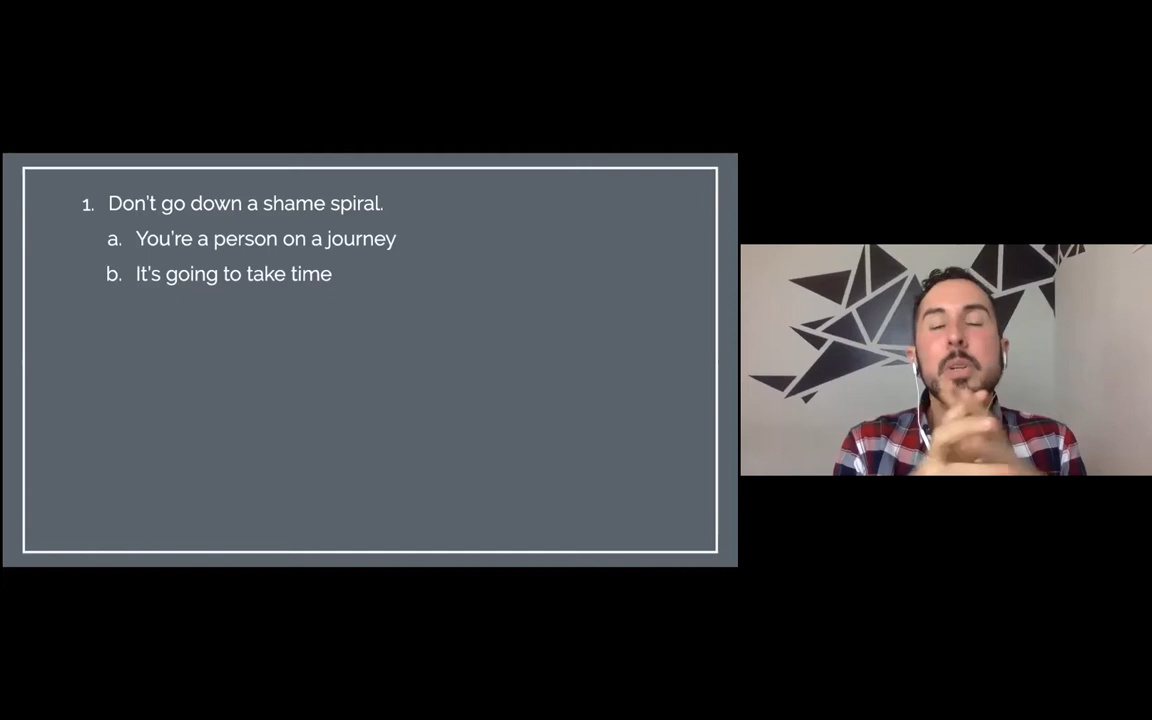 1. Don't go down a shame spiral.
a. You're a person on a journey
b. It's going to take time